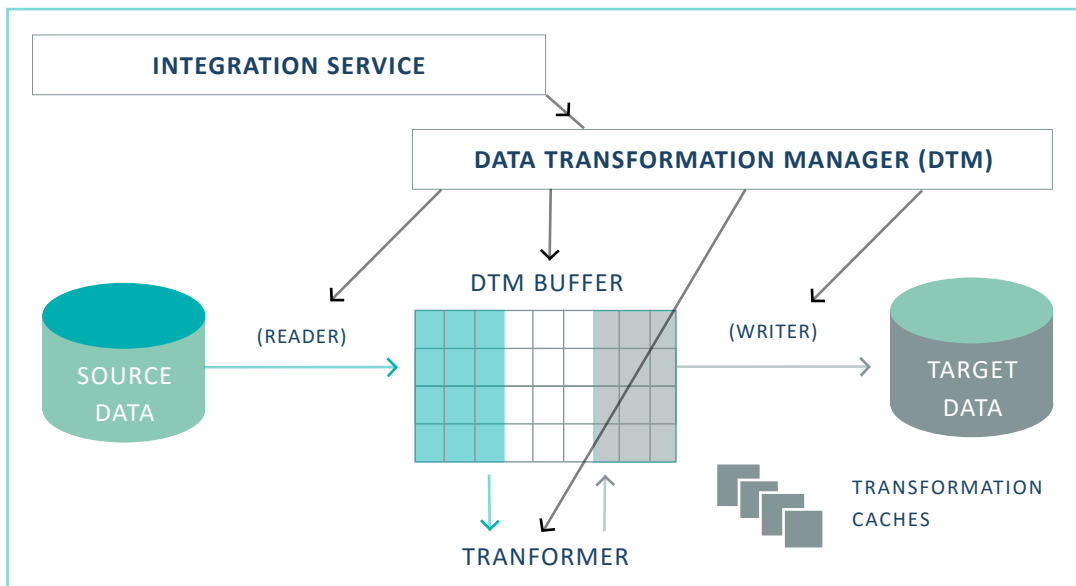 INTEGRATION SERVICE
DATA TRANSFORMATION MANAGER (DTM)
DTM BUFFER
(READER)
(WRITER)
SOURCE
DATA
TARGET
DATA
TRANSFORMATION
CACHES
TRANFORMER